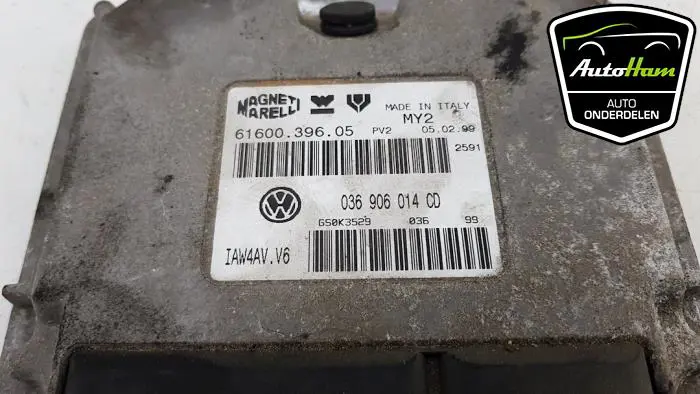 MAGNETI MARELLI
MADE IN ITALY
MY2
61600.396.05 PV2 05.02.99
2591
036 906 014 CD
GS0K3529 036 99
IAW4AV.V6
AUTOHAM
AUTO
ONDERDELEN